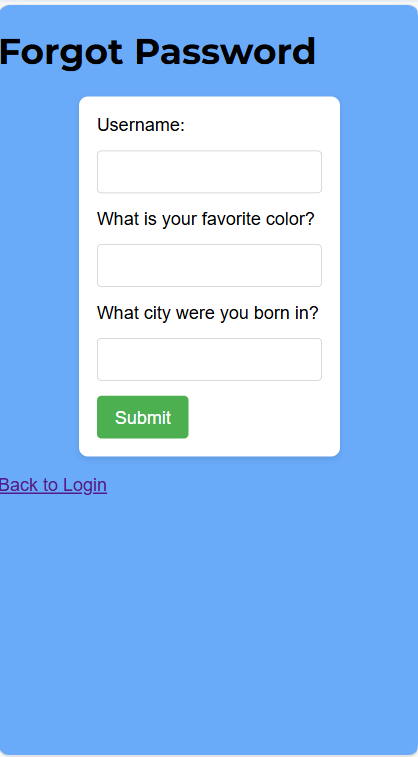 Forgot Password
Username:
What is your favorite color?
What city were you born in?
Submit
Back to Login